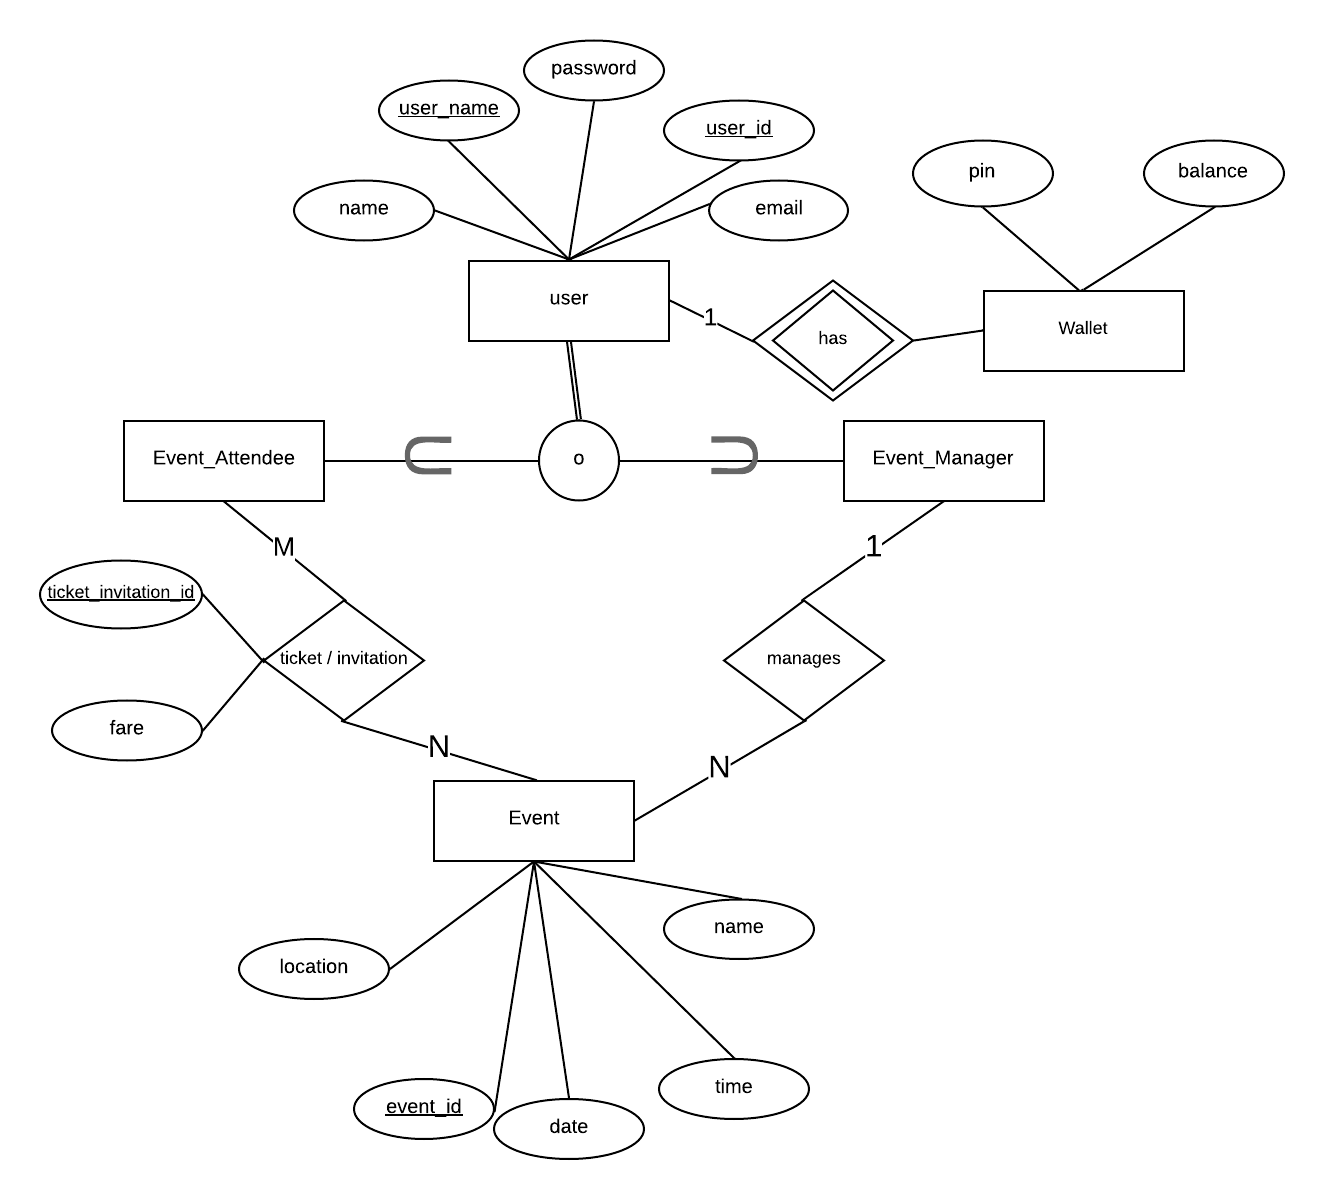 password
user_name
user_id
name
email
pin
balance
user
1
has
Wallet
Event_Attendee
o
Event_Manager
M
1
ticket_invitation_id
ticket / invitation
manages
fare
N
N
Event
name
location
time
event_id
date